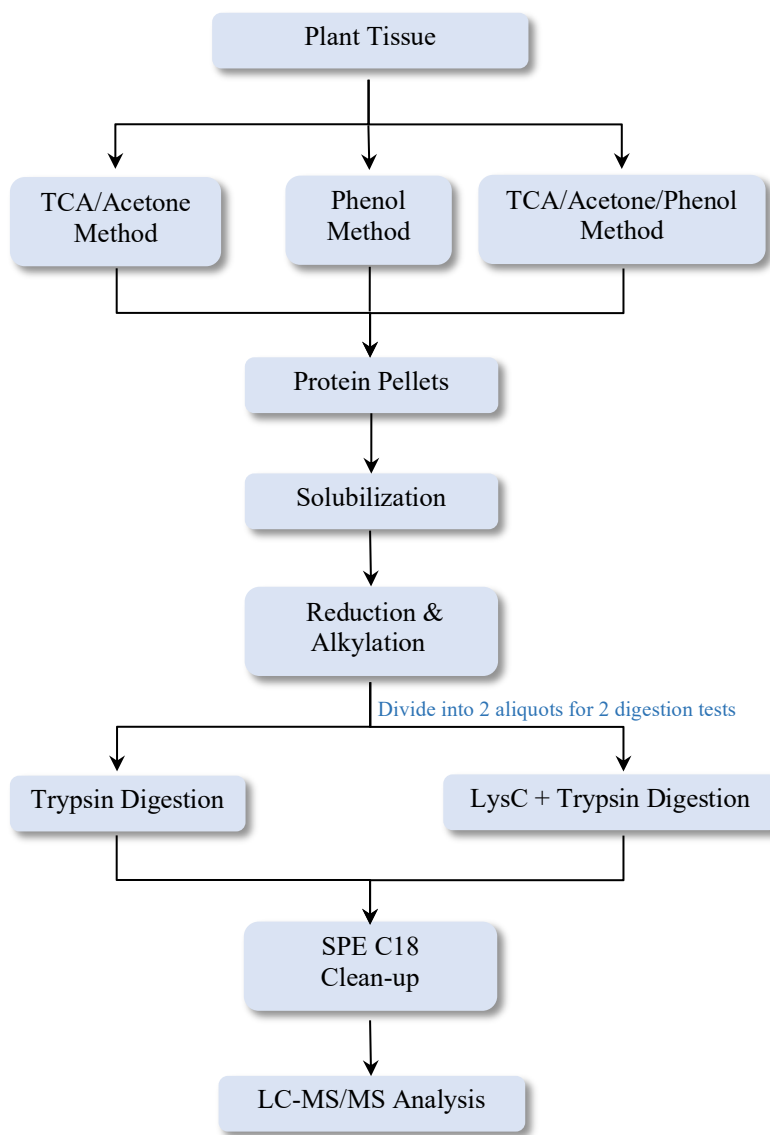 Plant Tissue
TCA/Acetone
Method
Phenol
Method
TCA/Acetone/Phenol
Method
Protein Pellets
Solubilization
Reduction &
Alkylation
Divide into 2 aliquots for 2 digestion tests
Trypsin Digestion
LysC + Trypsin Digestion
SPE C18
Clean-up
LC-MS/MS Analysis